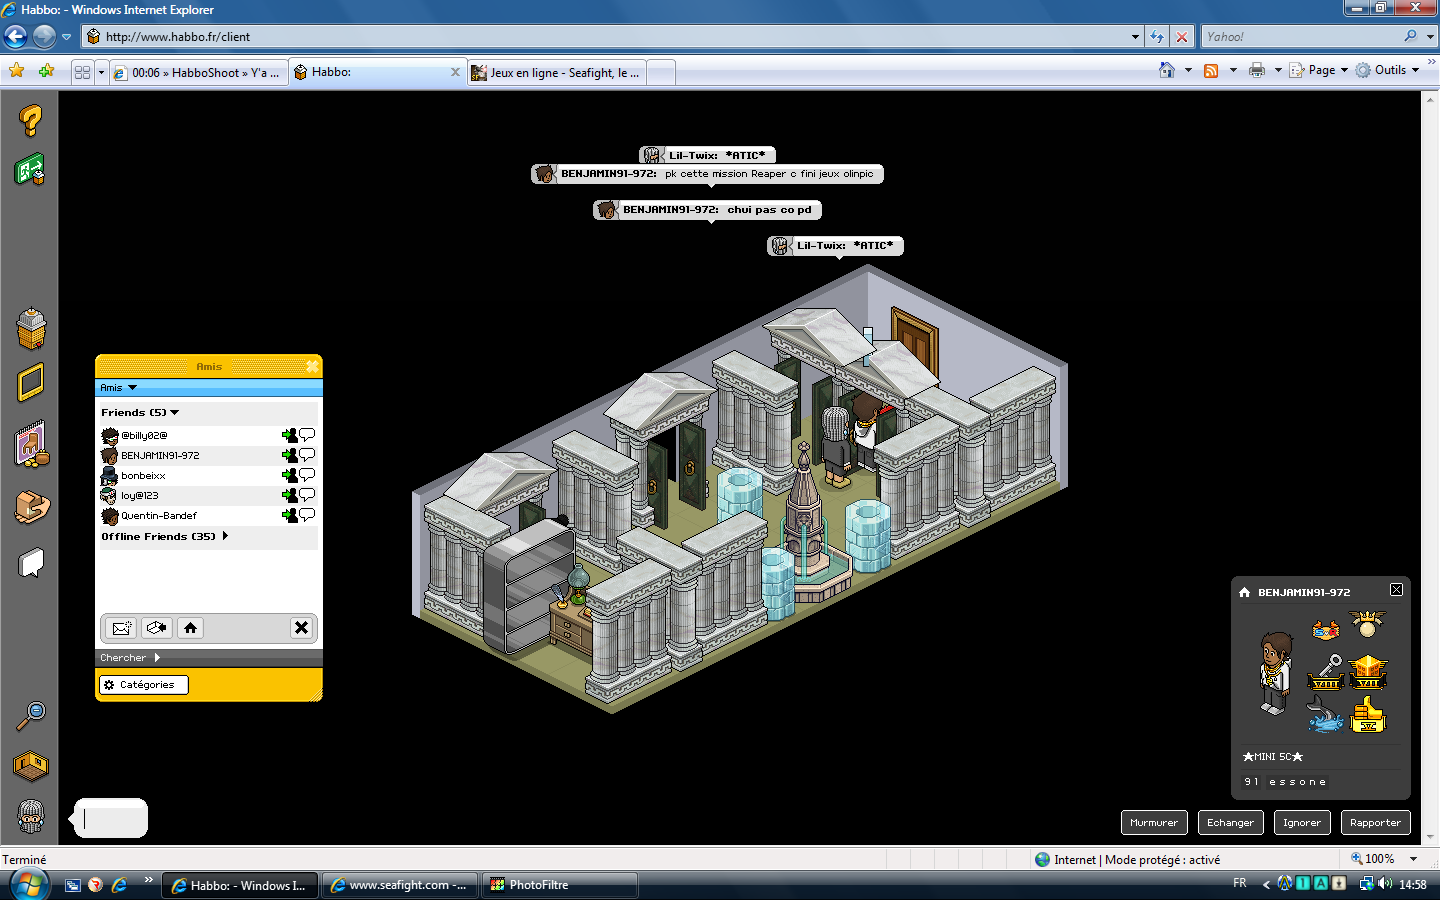 Habbo: - Windows Internet Explorer
http://www.habbo.fr/client
Yahoo!
00:06 » HabboShoot » Y'a ...
Habbo:
Jeux en ligne - Seafight, le ...
Page
Outils
Lil-Twix: *ATIC*
BENJAMIN91-972: pk cette mission Reaper c fini jeux olinpic
BENJAMIN91-972: chui pas co pd
Lil-Twix: *ATIC*
Amis
Amis
Friends (5)
@billy02@
BENJAMIN91-972
bonbeixx
loy@123
Quentin-Bandef
Offline Friends (35)
Chercher
Catégories
BENJAMIN91-972
★MINI SC★
91 essone
Murmurer
Echanger
Ignorer
Rapporter
Terminé
Internet | Mode protégé : activé
100%
Habbo: - Windows I...
www.seafight.com -...
PhotoFiltre
FR
14:58